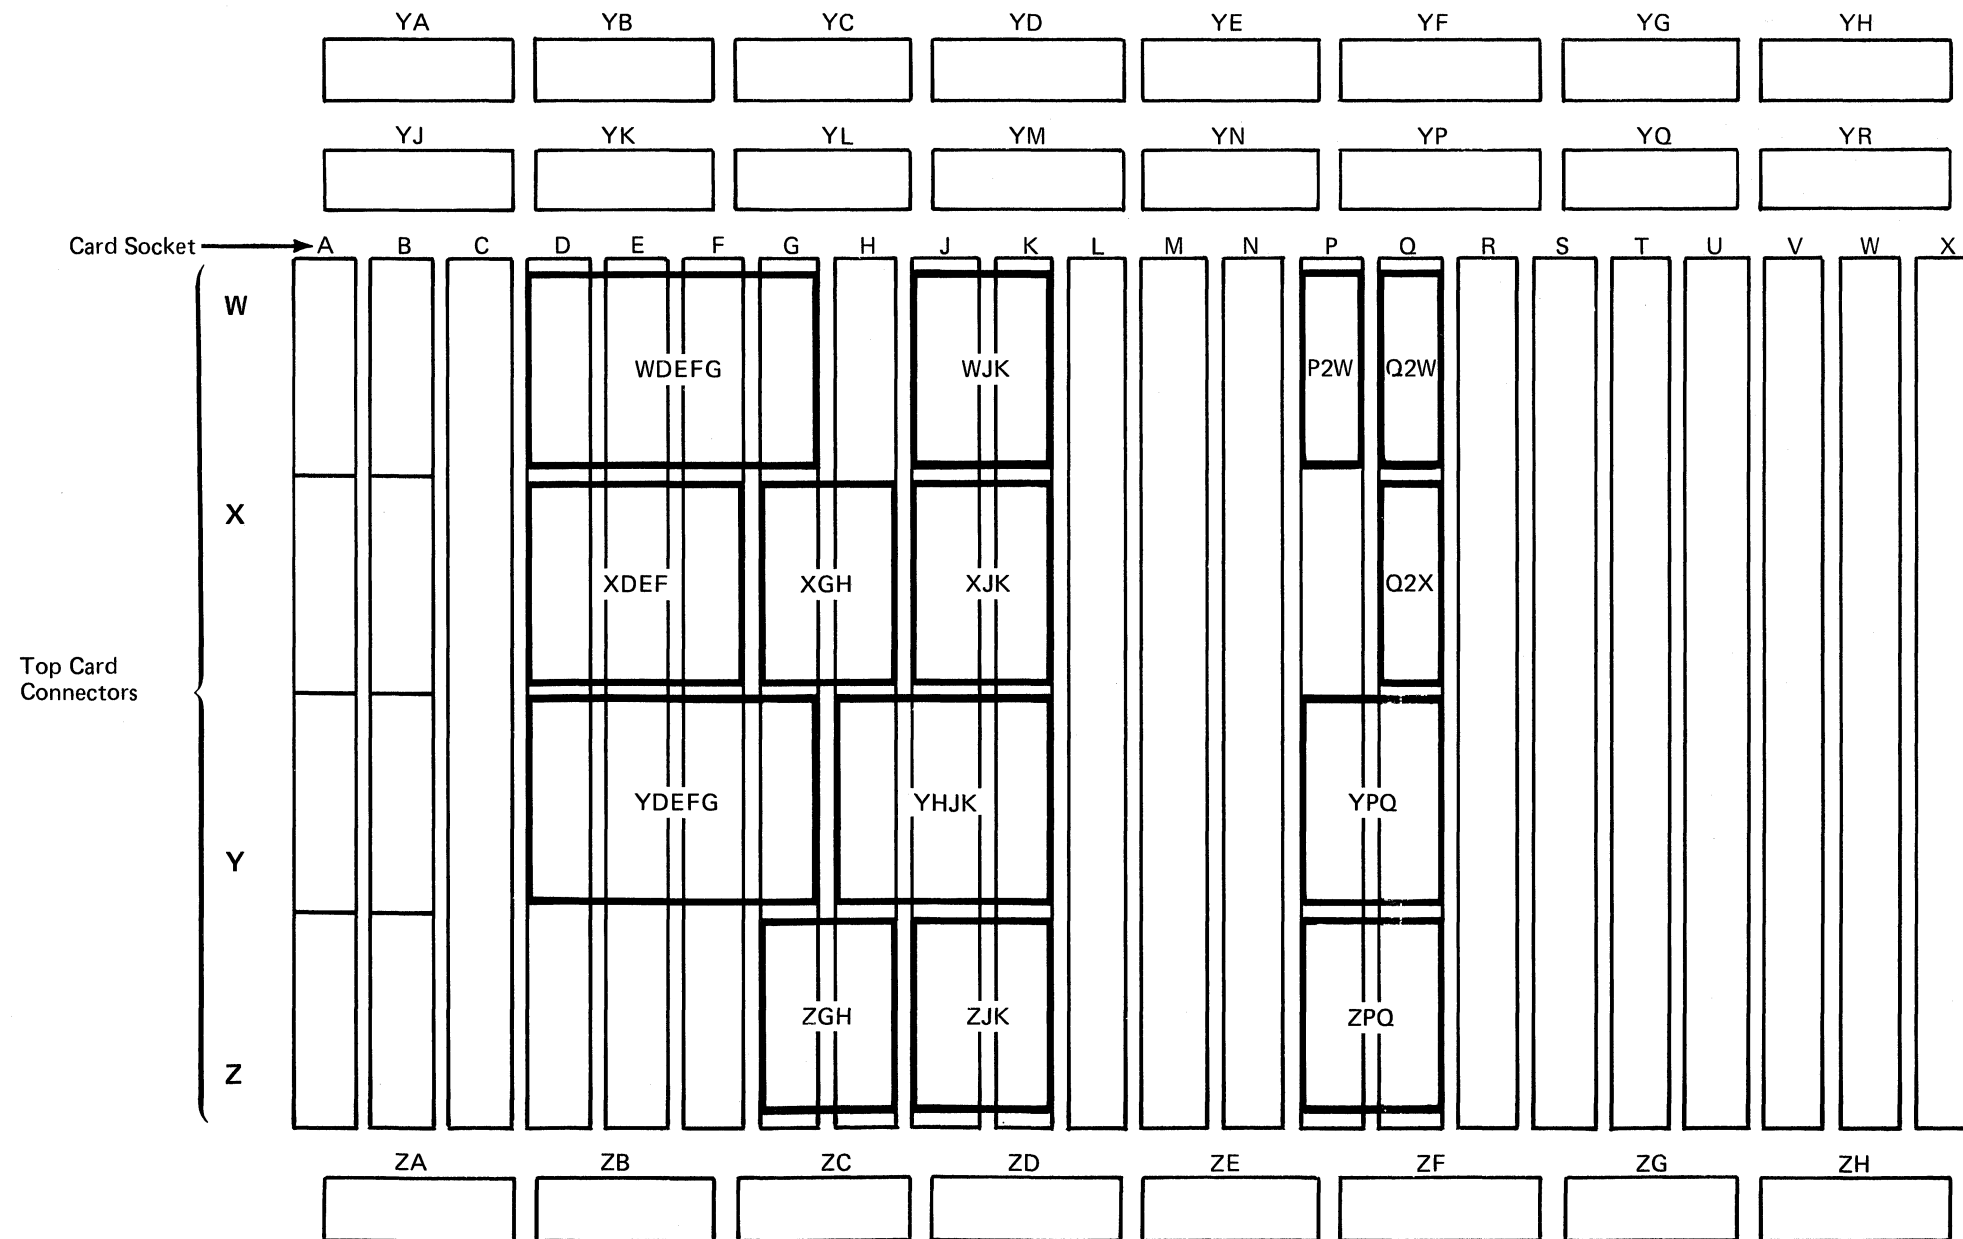 YA YB YC YD YE YF YG YH
YJ YK YL YM YN YP YQ YR
Card Socket A B C D E F G H J K L M N P Q R S T U V W X
W
WDEFG WJK P2W Q2W
X
XDEF XGH XJK Q2X
Top Card
Connectors
YDEFG YHJK YPQ
Y
ZGH ZJK ZPQ
Z
ZA ZB ZC ZD ZE ZF ZG ZH